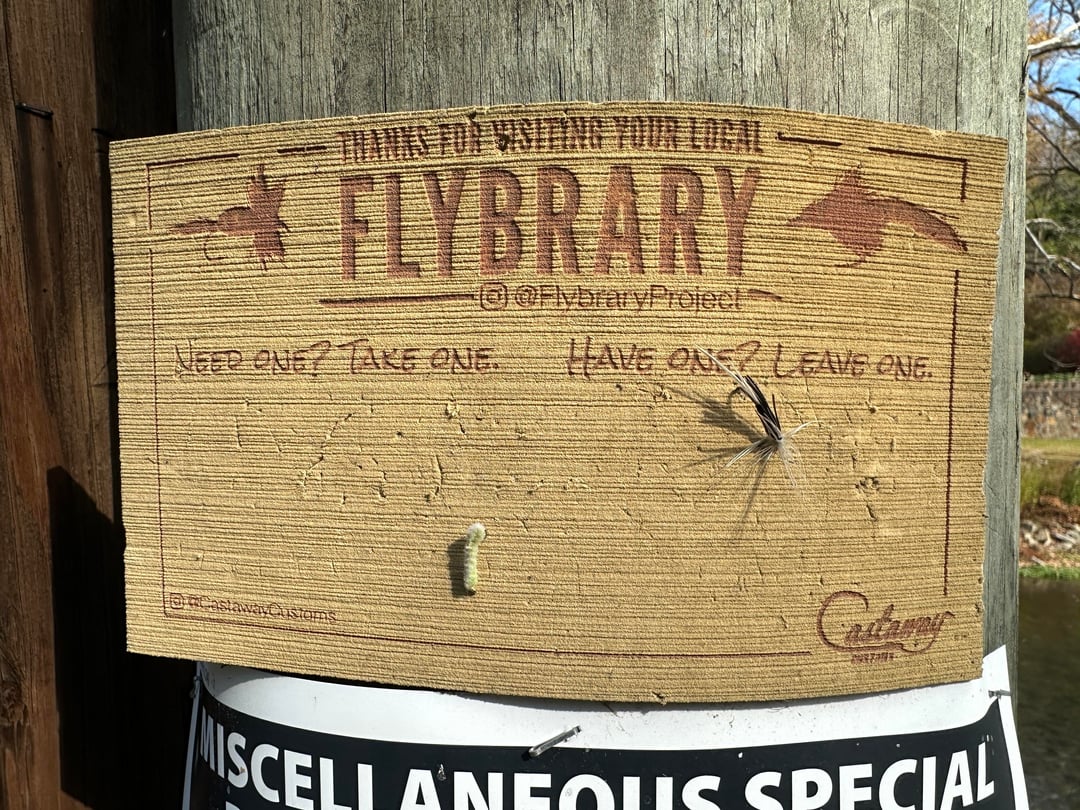 THANKS FOR VISITING YOUR LOCAL
FLYBRARY
@FlybraryProject
NEED ONE? TAKE ONE. HAVE ONE? LEAVE ONE.
@CastawayCustoms
Castaway
CUSTOMS
MISCELLANEOUS SPECIAL